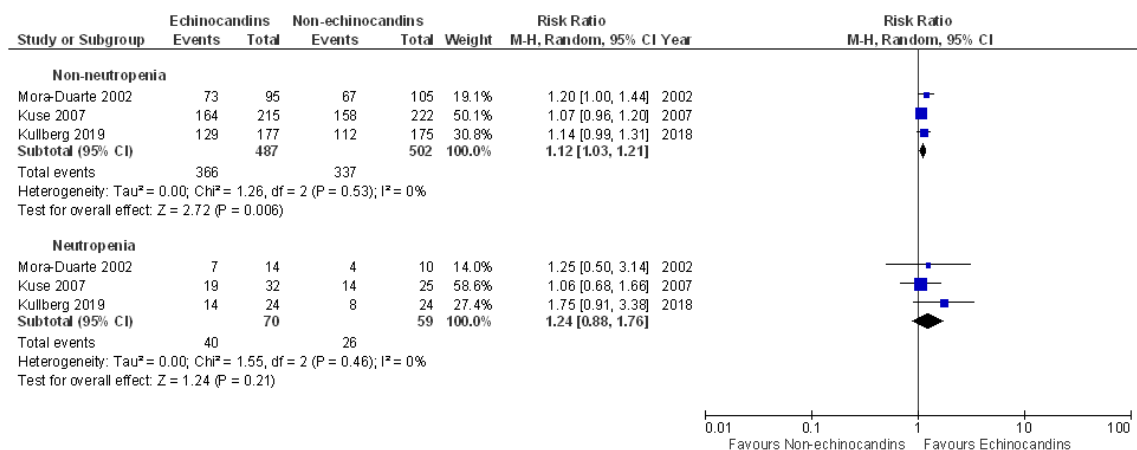 Echinocandins Non-echinocandins Risk Ratio Risk Ratio
Study or Subgroup Events Total Events Total Weight M-H, Random, 95% CI Year M-H, Random, 95% CI
Non-neutropenia
Mora-Duarte 2002 73 95 67 105 19.1% 1.20 [1.00, 1.44] 2002
Kuse 2007 164 215 158 222 50.1% 1.07 [0.96, 1.20] 2007
Kullberg 2019 129 177 112 175 30.8% 1.14 [0.99, 1.31] 2018
Subtotal (95% CI) 487 502 100.0% 1.12 [1.03, 1.21]
Total events 366 337
Heterogeneity: Tau² = 0.00; Chi² = 1.26, df = 2 (P = 0.53); I² = 0%
Test for overall effect: Z = 2.72 (P = 0.006)
Neutropenia
Mora-Duarte 2002 7 14 4 10 14.0% 1.25 [0.50, 3.14] 2002
Kuse 2007 19 32 14 25 58.6% 1.06 [0.68, 1.66] 2007
Kullberg 2019 14 24 8 24 27.4% 1.75 [0.91, 3.38] 2018
Subtotal (95% CI) 70 59 100.0% 1.24 [0.88, 1.76]
Total events 40 26
Heterogeneity: Tau² = 0.00; Chi² = 1.55, df = 2 (P = 0.46); I² = 0%
Test for overall effect: Z = 1.24 (P = 0.21)
0.01 0.1 1 10 100
Favours Non-echinocandins Favours Echinocandins